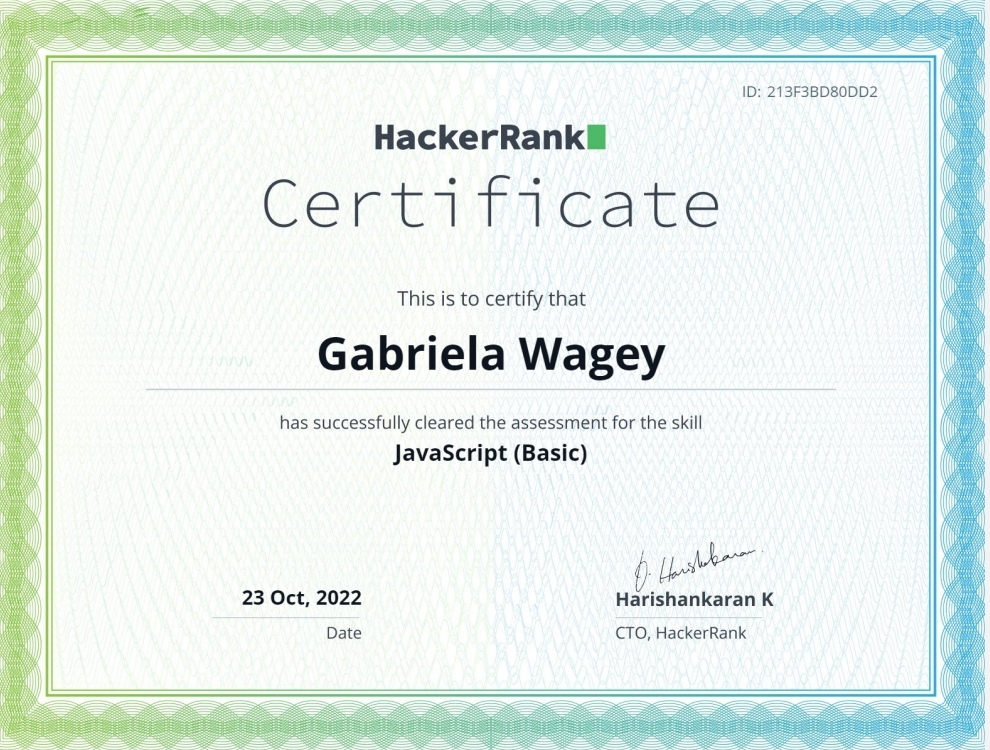 ID: 213F3BD80DD2
HackerRank
Certificate
This is to certify that
Gabriela Wagey
has successfully cleared the assessment for the skill
JavaScript (Basic)
23 Oct, 2022
Date
H. Harishankaran
Harishankaran K
CTO, HackerRank